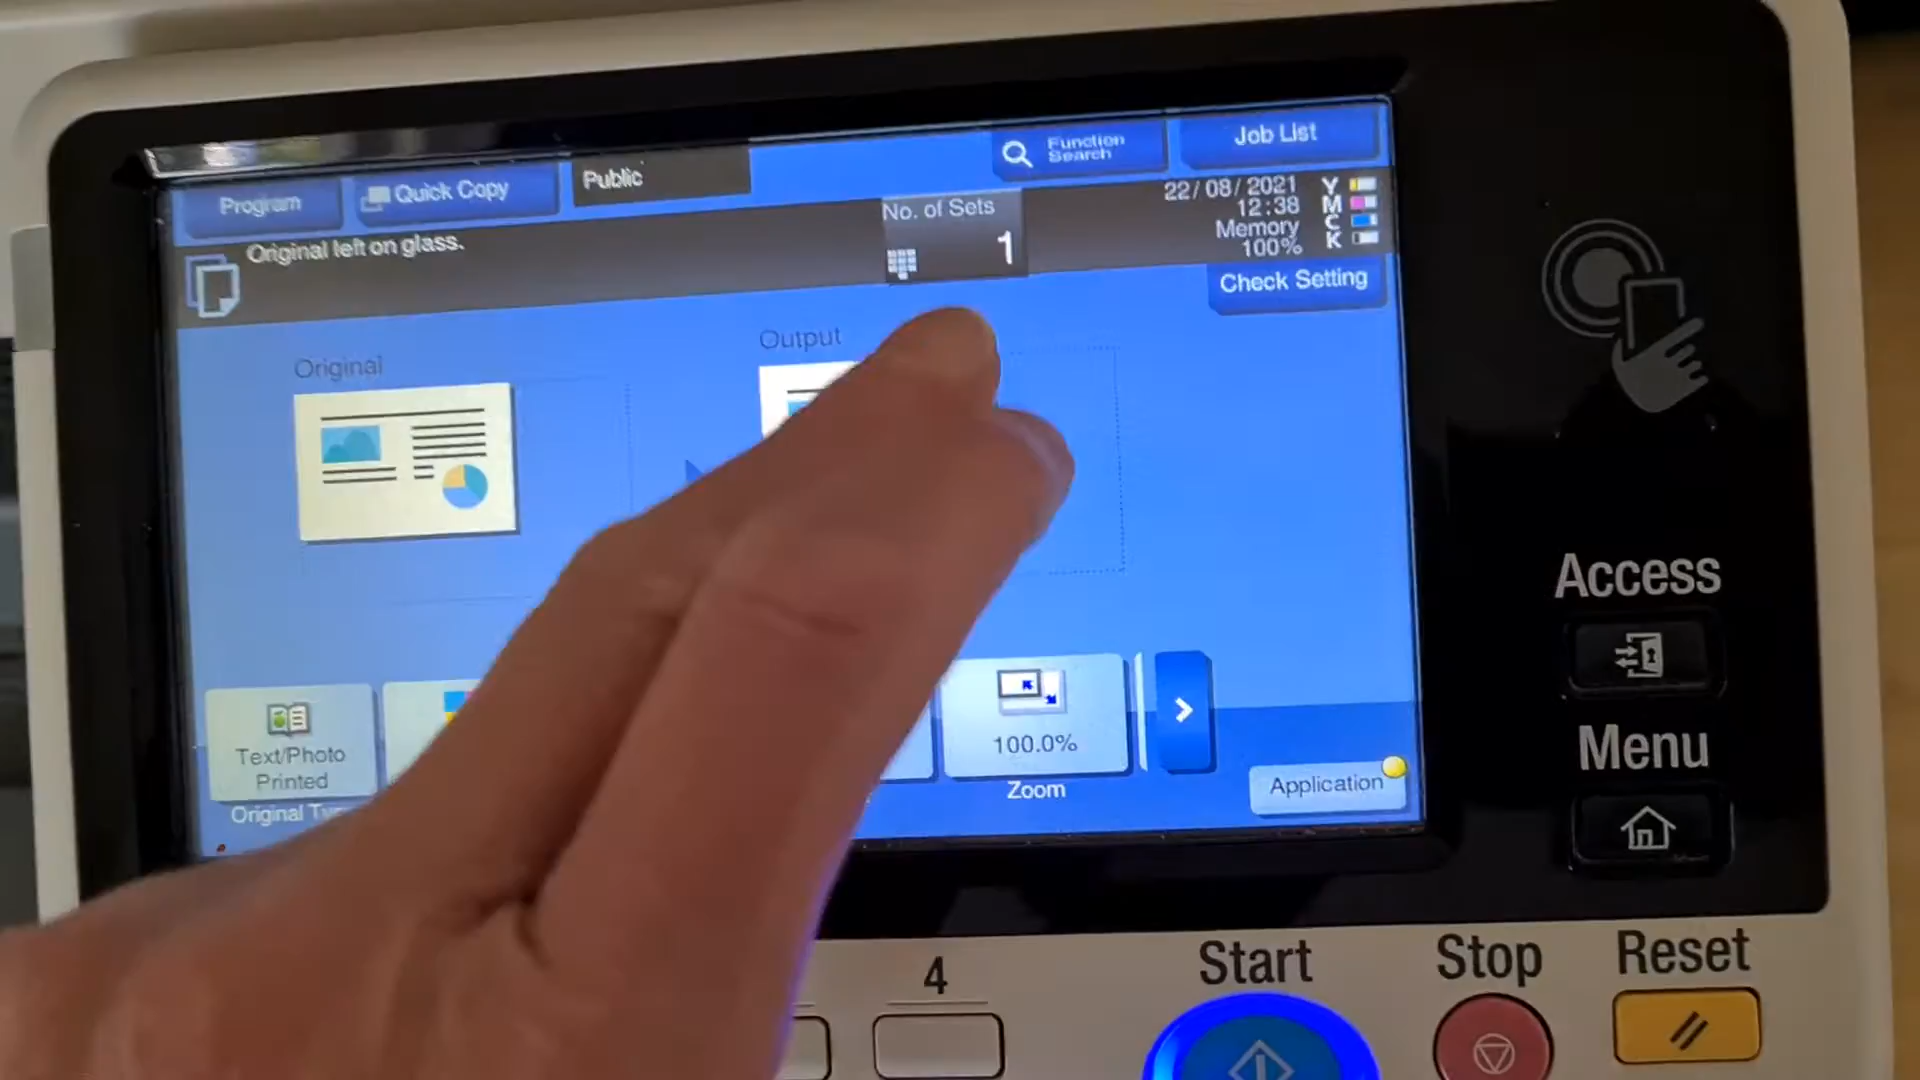 Program
Quick Copy
Public
Function
Search
Job List
Original left on glass.
No. of Sets
1
22/08/2021
12:38
Memory
100%
Y
M
C
K
Check Setting
Original
Output
Text/Photo
Printed
Original
100.0%
Zoom
Application
Access
Menu
4
Start
Stop
Reset